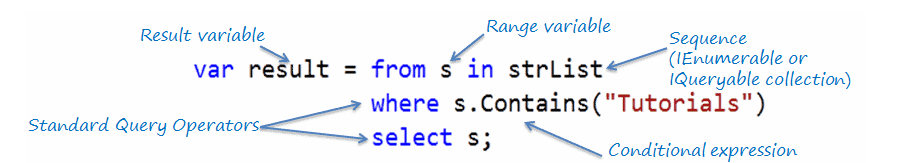 Result variable
Range variable
Sequence
(IEnumerable or
IQueryable collection)
var result = from s in strList
where s.Contains("Tutorials")
Standard Query Operators
select s;
Conditional expression